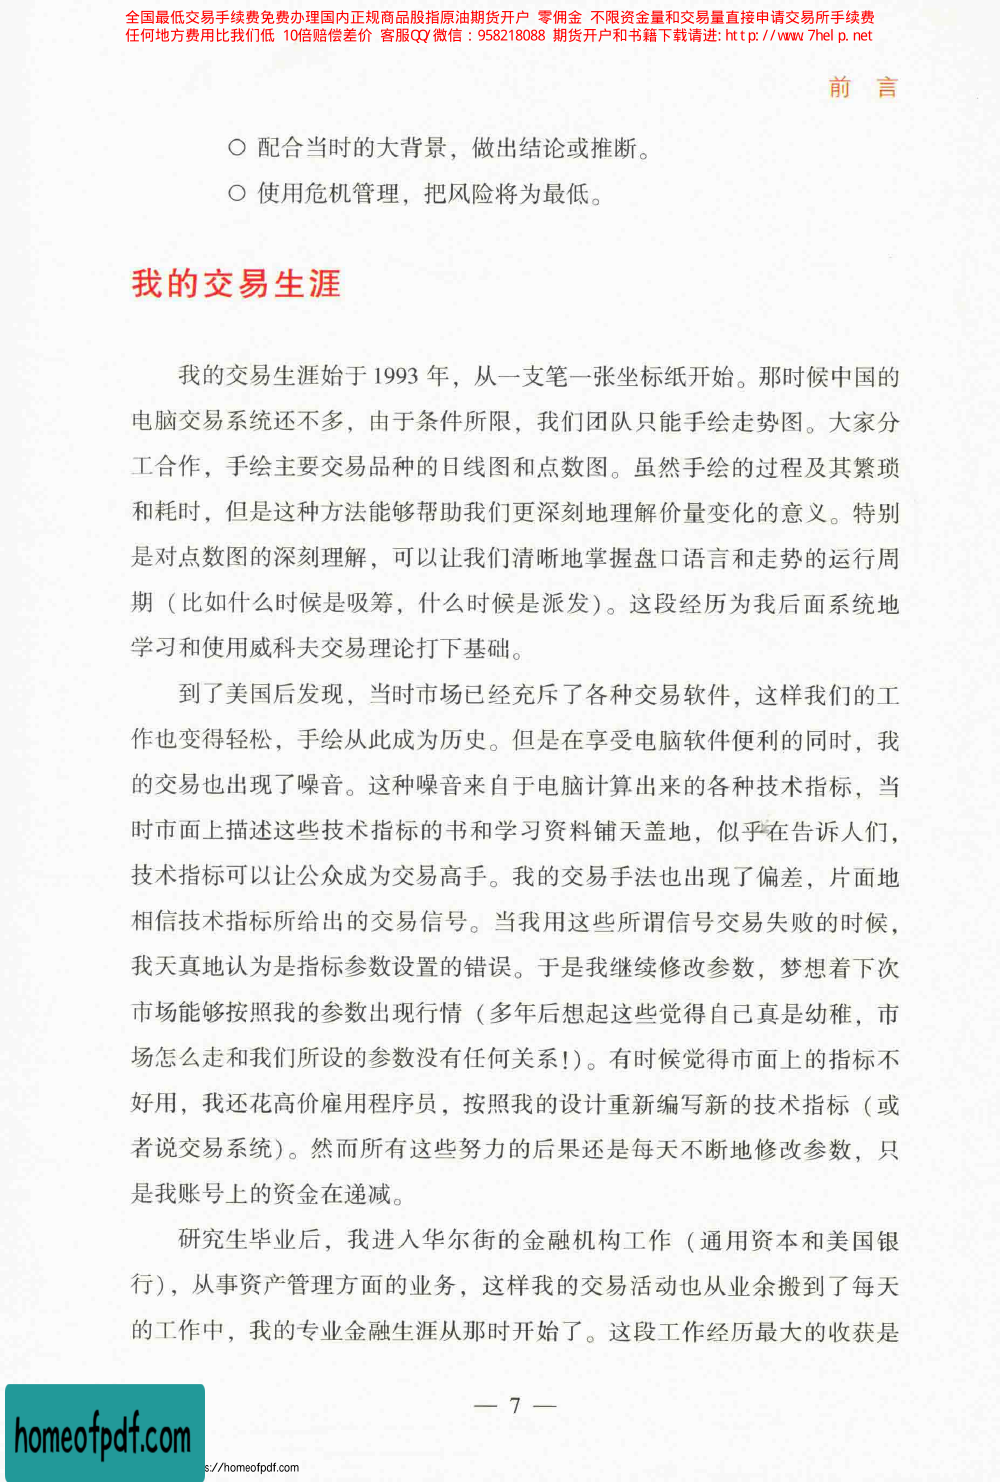 全国最低交易手续费免费办理国内正规商品股指原油期货开户 零佣金 不限资金量和交易量直接申请交易所手续费
任何地方费用比我们低 10倍赔偿差价 客服QQ/微信：958218088 期货开户和书籍下载请进:http://www.7help.net
前 言
○ 配合当时的大背景，做出结论或推断。
○ 使用危机管理，把风险将为最低。
我的交易生涯
我的交易生涯始于 1993 年，从一支笔一张坐标纸开始。那时候中国的
电脑交易系统还不多，由于条件所限，我们团队只能手绘走势图。大家分
工合作，手绘主要交易品种的日线图和点数图。虽然手绘的过程及其繁琐
和耗时，但是这种方法能够帮助我们更深刻地理解价量变化的意义。特别
是对点数图的深刻理解，可以让我们清晰地掌握盘口语言和走势的运行周
期（比如什么时候是吸筹，什么时候是派发）。这段经历为我后面系统地
学习和使用威科夫交易理论打下基础。
到了美国后发现，当时市场已经充斥了各种交易软件，这样我们的工
作也变得轻松，手绘从此成为历史。但是在享受电脑软件便利的同时，我
的交易也出现了噪音。这种噪音来自于电脑计算出来的各种技术指标，当
时市面上描述这些技术指标的书和学习资料铺天盖地，似乎在告诉人们，
技术指标可以让公众成为交易高手。我的交易手法也出现了偏差，片面地
相信技术指标所给出的交易信号。当我用这些所谓信号交易失败的时候，
我天真地认为是指标参数设置的错误。于是我继续修改参数，梦想着下次
市场能够按照我的参数出现行情（多年后想起这些觉得自己真是幼稚，市
场怎么走和我们所设的参数没有任何关系！）。有时候觉得市面上的指标不
好用，我还花高价雇用程序员，按照我的设计重新编写新的技术指标（或
者说交易系统）。然而所有这些努力的后果还是每天不断地修改参数，只
是我账号上的资金在递减。
研究生毕业后，我进入华尔街的金融机构工作（通用资本和美国银
行），从事资产管理方面的业务，这样我的交易活动也从业余搬到了每天
的工作中，我的专业金融生涯从那时开始了。这段工作经历最大的收获是
— 7 —
homeofpdf.com
s://homeofpdf.com